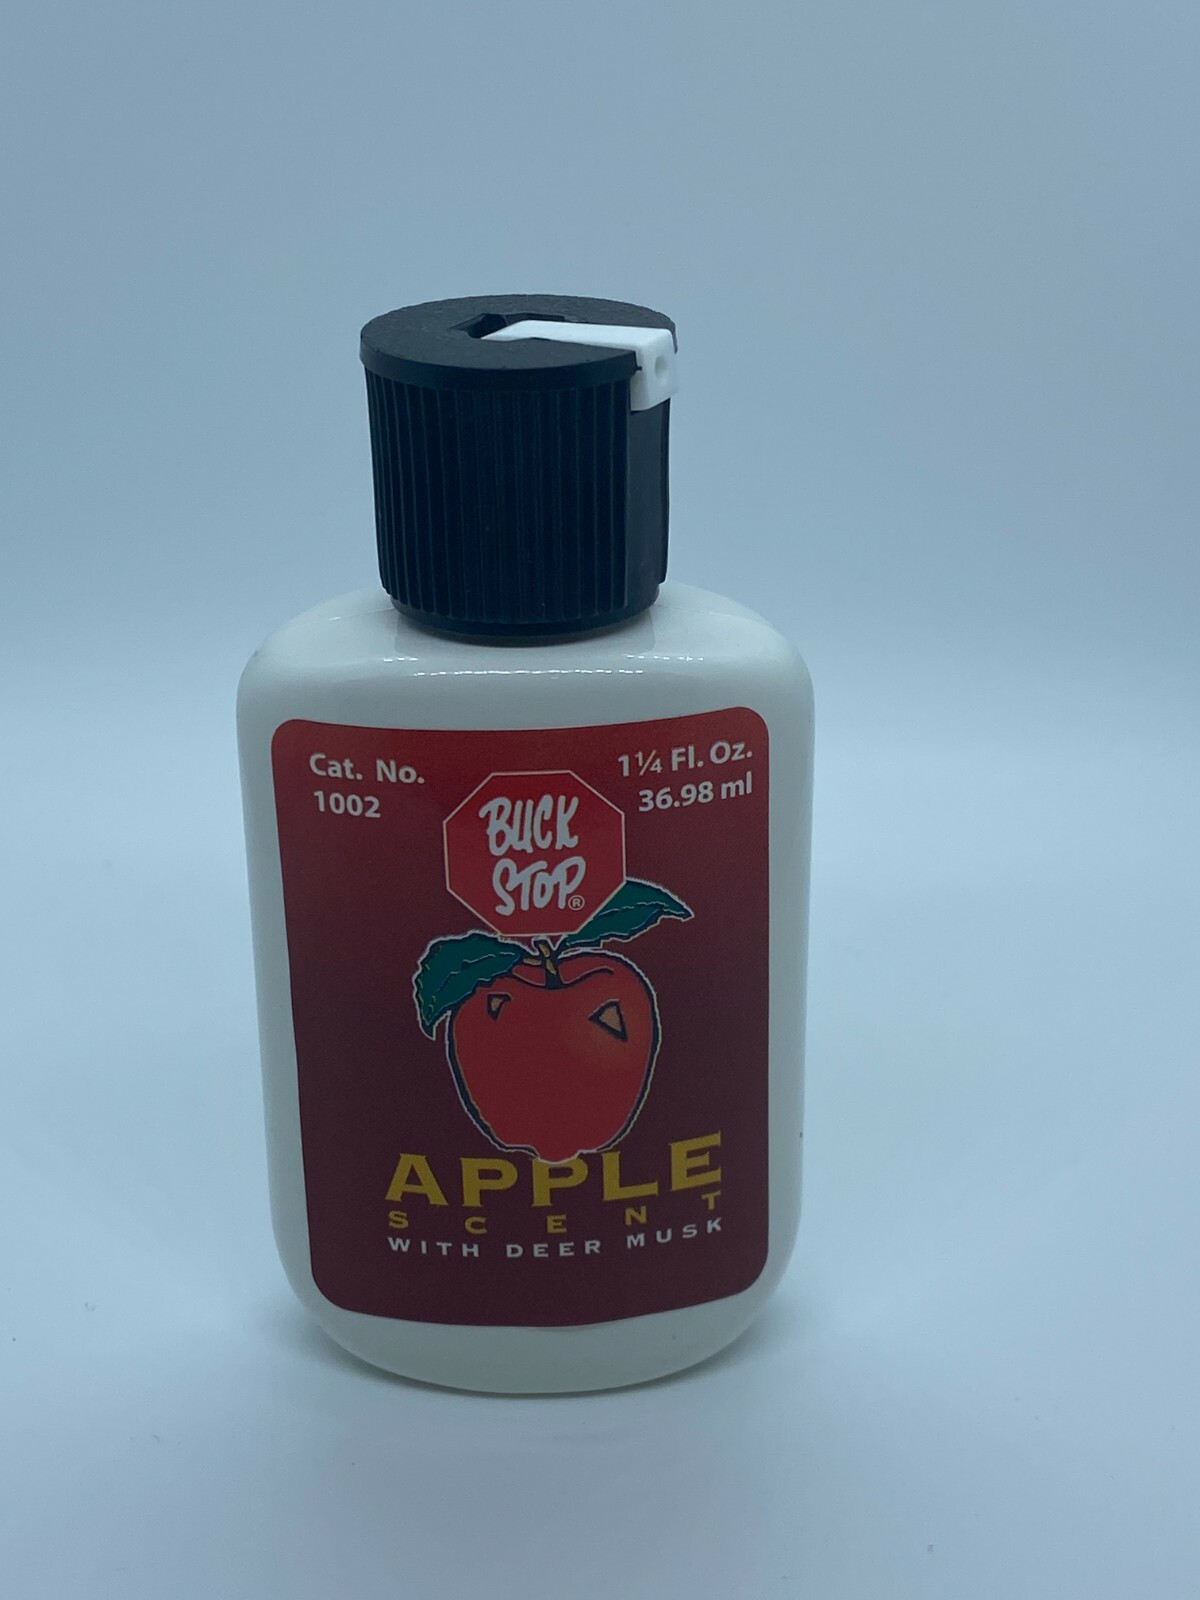 Cat. No.
1002
1¼ Fl. Oz.
36.98 ml
BUCK
STOP®
APPLE
SCENT
WITH DEER MUSK